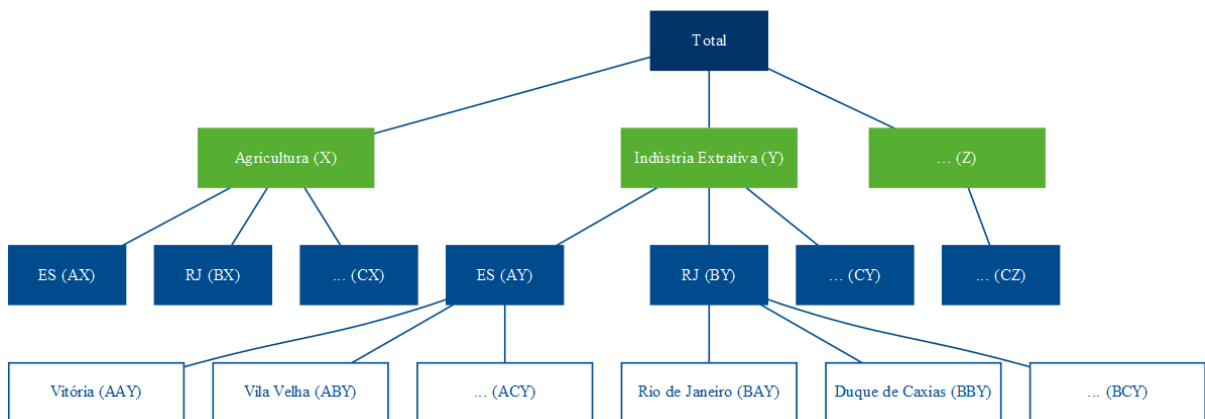 Total
Agricultura (X)
Indústria Extrativa (Y)
... (Z)
ES (AX)
RJ (BX)
... (CX)
ES (AY)
RJ (BY)
... (CY)
... (CZ)
Vitória (AAY)
Vila Velha (ABY)
... (ACY)
Rio de Janeiro (BAY)
Duque de Caxias (BBY)
... (BCY)